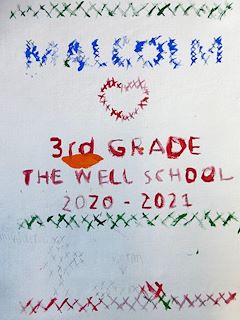 MALCOLM
3rd GRADE
THE WELL SCHOOL
2020 - 2021